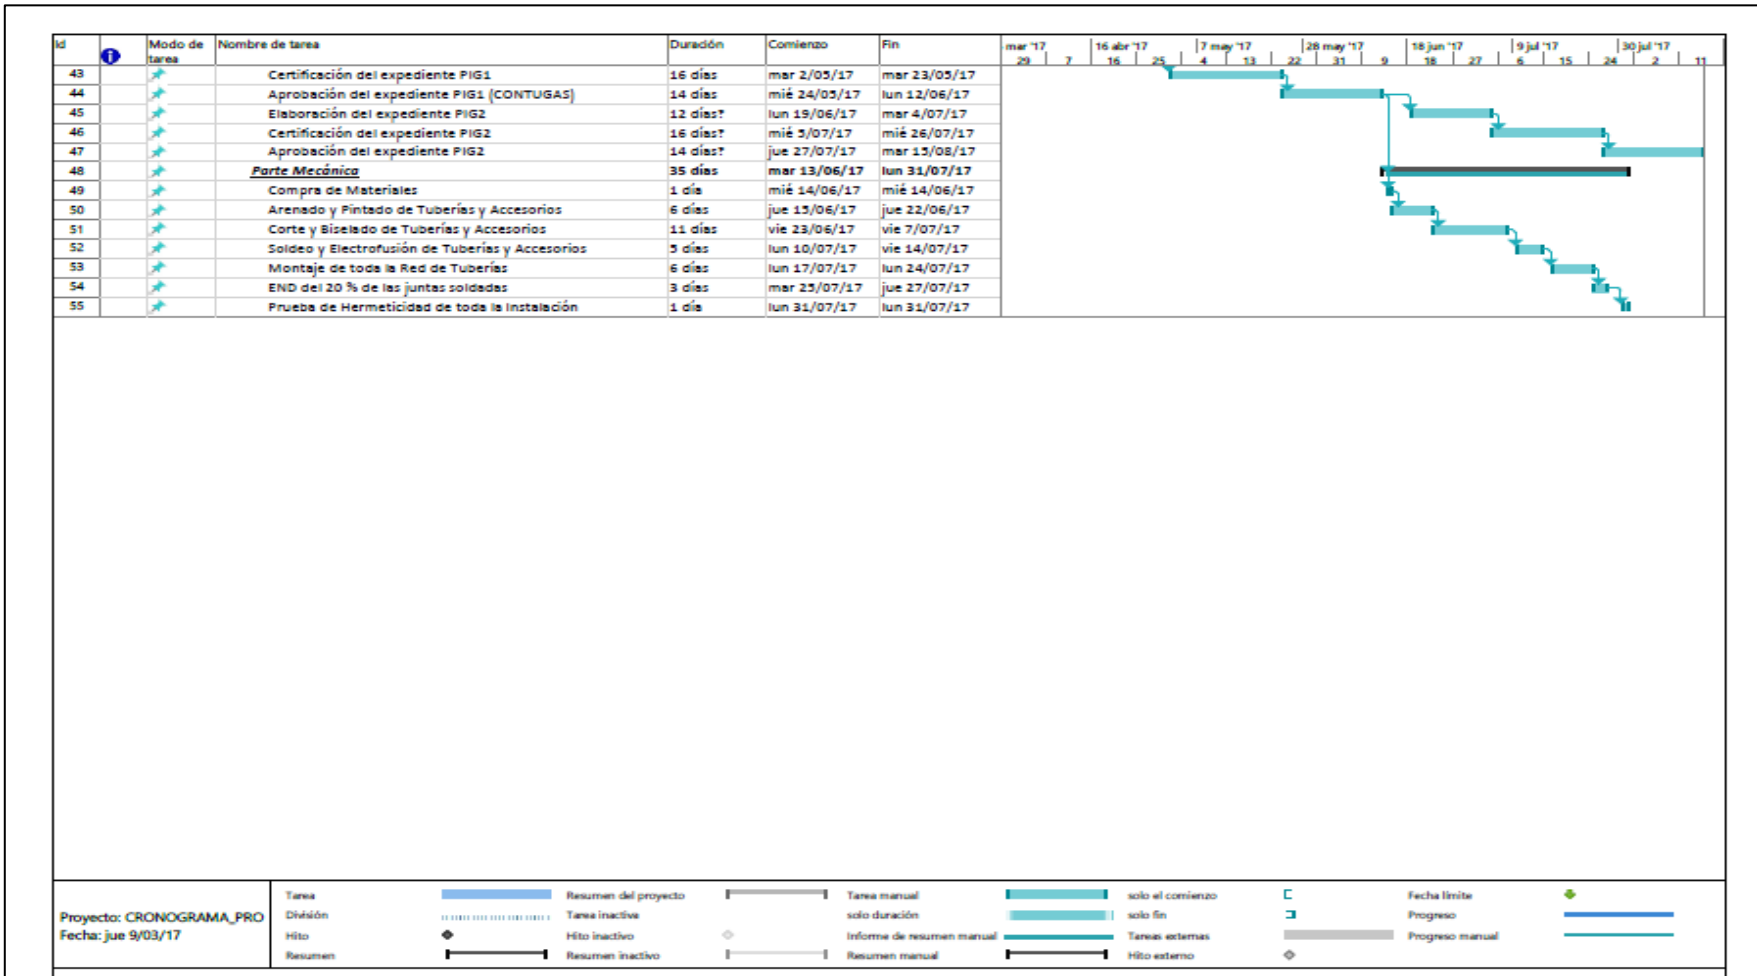 Id Modo de tarea Nombre de tarea Duración Comienzo Fin mar '17 16 abr '17 7 may '17 28 may '17 18 jun '17 9 jul '17 30 jul '17
29 7 16 25 4 13 22 31 9 18 27 6 15 24 2 11
43 Certificación del expediente PIG1 16 días mar 2/05/17 mar 23/05/17
44 Aprobación del expediente PIG1 (CONTUGAS) 14 días mié 24/05/17 lun 12/06/17
45 Elaboración del expediente PIG2 12 días? lun 19/06/17 mar 4/07/17
46 Certificación del expediente PIG2 16 días? mié 5/07/17 mié 26/07/17
47 Aprobación del expediente PIG2 14 días? jue 27/07/17 mar 15/08/17
48 Parte Mecánica 35 días mar 13/06/17 lun 31/07/17
49 Compra de Materiales 1 día mié 14/06/17 mié 14/06/17
50 Arenado y Pintado de Tuberías y Accesorios 6 días jue 15/06/17 jue 22/06/17
51 Corte y Biselado de Tuberías y Accesorios 11 días vie 23/06/17 vie 7/07/17
52 Soldeo y Electrofusión de Tuberías y Accesorios 5 días lun 10/07/17 vie 14/07/17
53 Montaje de toda la Red de Tuberías 6 días lun 17/07/17 lun 24/07/17
54 END del 20 % de las juntas soldadas 3 días mar 25/07/17 jue 27/07/17
55 Prueba de Hermeticidad de toda la Instalación 1 día lun 31/07/17 lun 31/07/17
Proyecto: CRONOGRAMA_PRO
Fecha: jue 9/03/17
Tarea Resumen del proyecto Tarea manual solo el comienzo Fecha límite
División Tarea inactiva solo duración solo fin Progreso
Hito Hito inactivo Informe de resumen manual Tareas externas Progreso manual
Resumen Resumen inactivo Resumen manual Hito externo